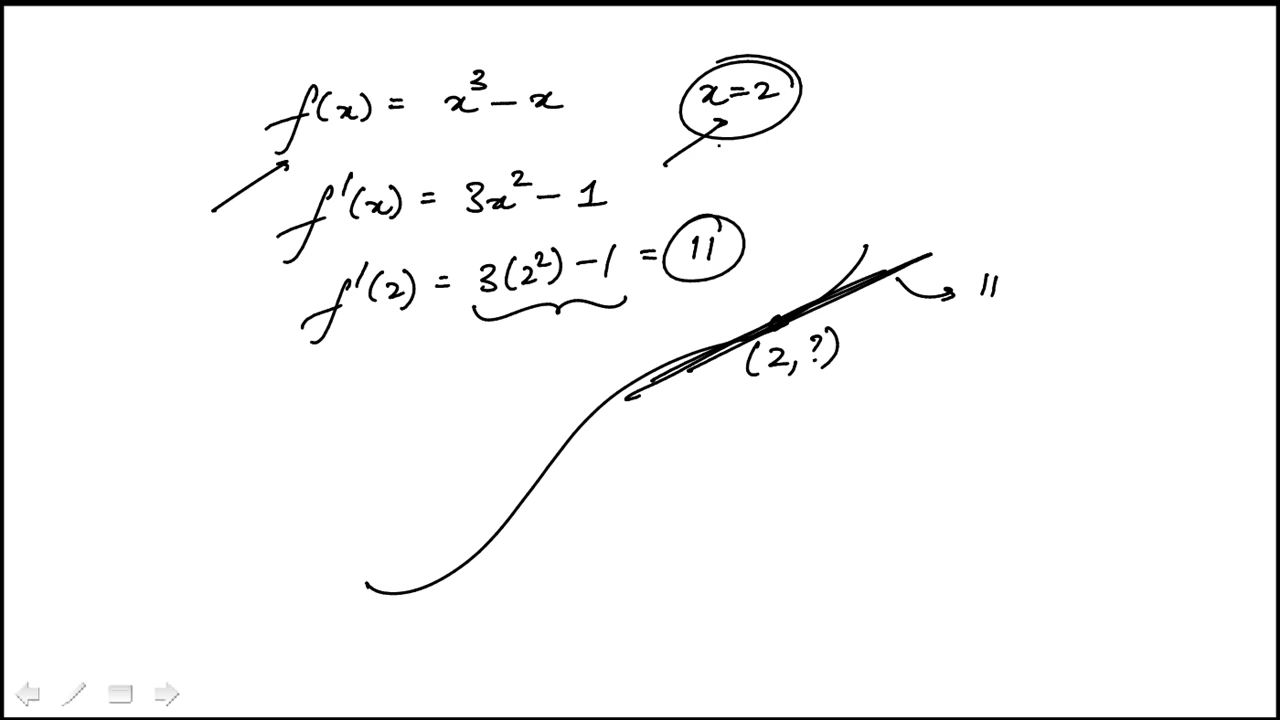 f(x) = x³ - x
x = 2
f'(x) = 3x² - 1
f'(2) = 3(2²) - 1 = 11
11
(2, ?)